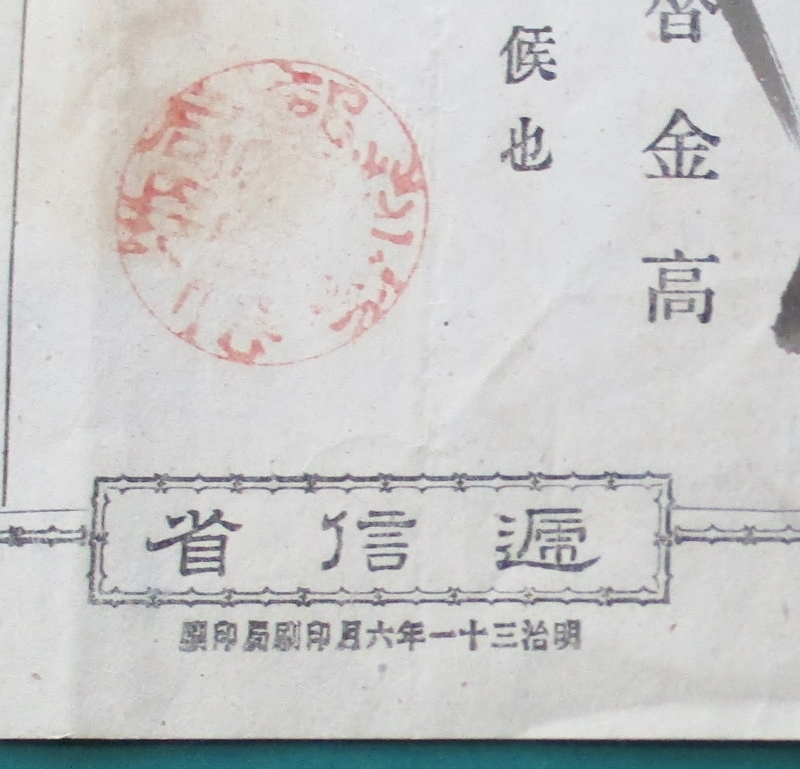 金高
候也
遞信省
明治三十一年六月印刷局印